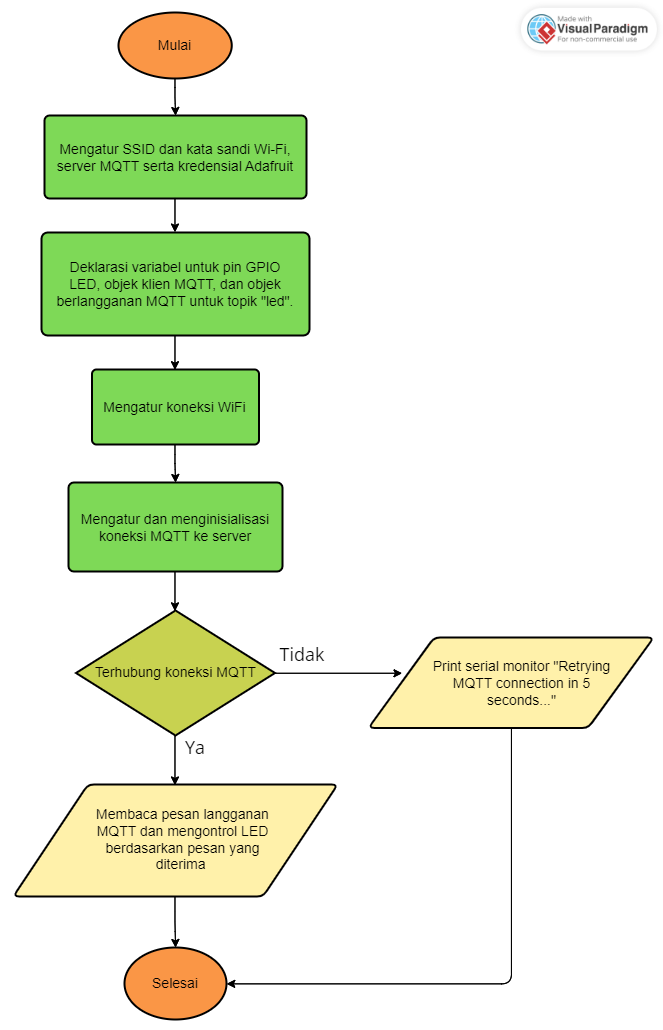 Made with
VisualParadigm
For non-commercial use
Mulai
Mengatur SSID dan kata sandi Wi-Fi,
server MQTT serta kredensial Adafruit
Deklarasi variabel untuk pin GPIO
LED, objek klien MQTT, dan objek
berlangganan MQTT untuk topik "led".
Mengatur koneksi WiFi
Mengatur dan menginisialisasi
koneksi MQTT ke server
Terhubung koneksi MQTT
Tidak
Print serial monitor "Retrying
MQTT connection in 5
seconds..."
Ya
Membaca pesan langganan
MQTT dan mengontrol LED
berdasarkan pesan yang
diterima
Selesai